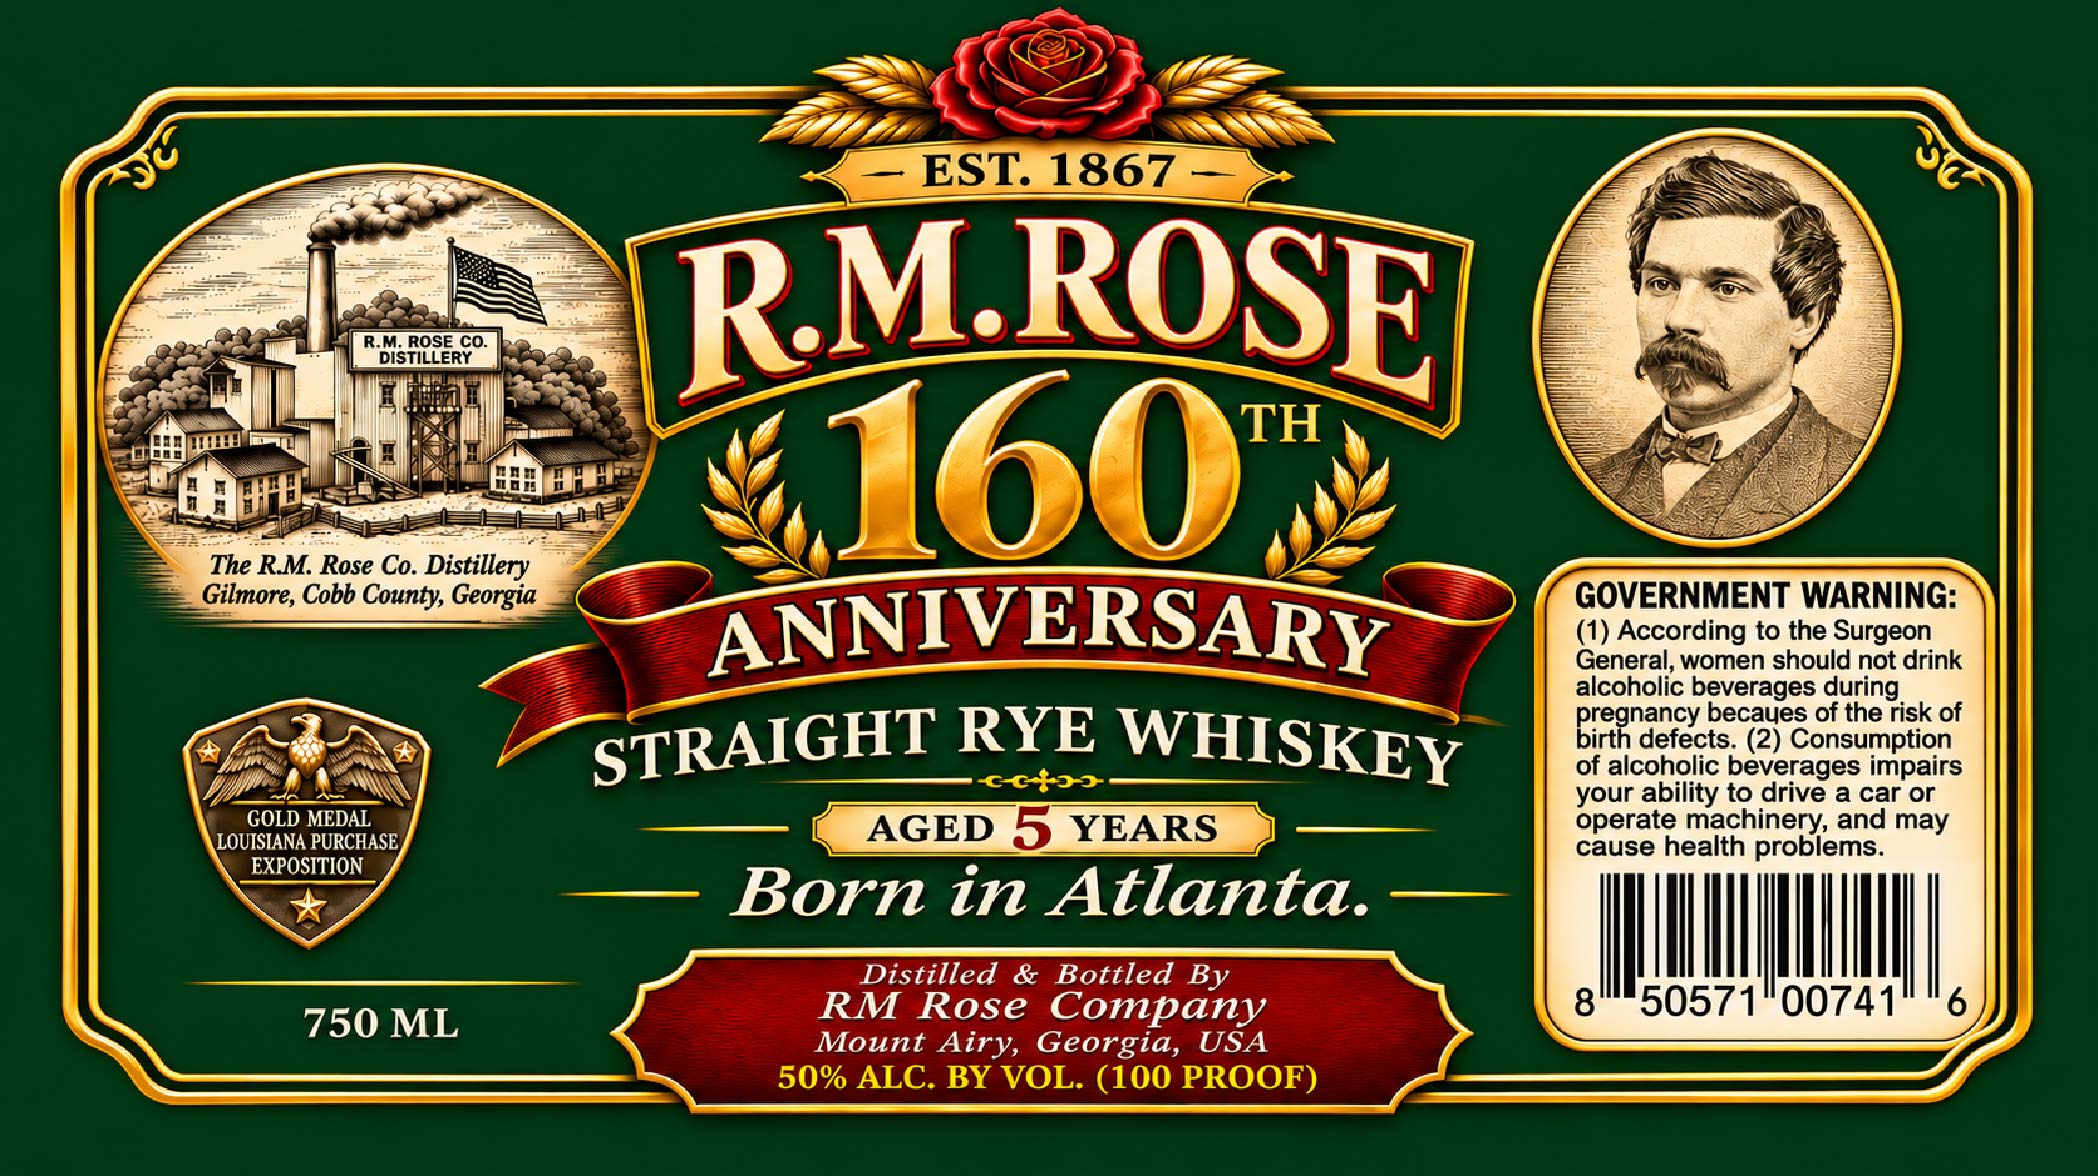 EST. 1867
R.M.ROSE
160TH
ANNIVERSARY
STRAIGHT RYE WHISKEY
AGED 5 YEARS
Born in Atlanta.
Distilled & Bottled By
RM Rose Company
Mount Airy, Georgia, USA
50% ALC. BY VOL. (100 PROOF)
R.M. ROSE CO.
DISTILLERY
The R.M. Rose Co. Distillery
Gilmore, Cobb County, Georgia
GOLD MEDAL
LOUISIANA PURCHASE
EXPOSITION
750 ML
GOVERNMENT WARNING:
(1) According to the Surgeon
General, women should not drink
alcoholic beverages during
pregnancy becauyes of the risk of
birth defects. (2) Consumption
of alcoholic beverages impairs
your ability to drive a car or
operate machinery, and may
cause health problems.
8 50571 00741 6